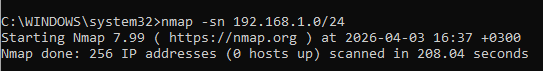 C:\WINDOWS\system32>nmap -sn 192.168.1.0/24
Starting Nmap 7.99 ( https://nmap.org ) at 2026-04-03 16:37 +0300
Nmap done: 256 IP addresses (0 hosts up) scanned in 208.04 seconds